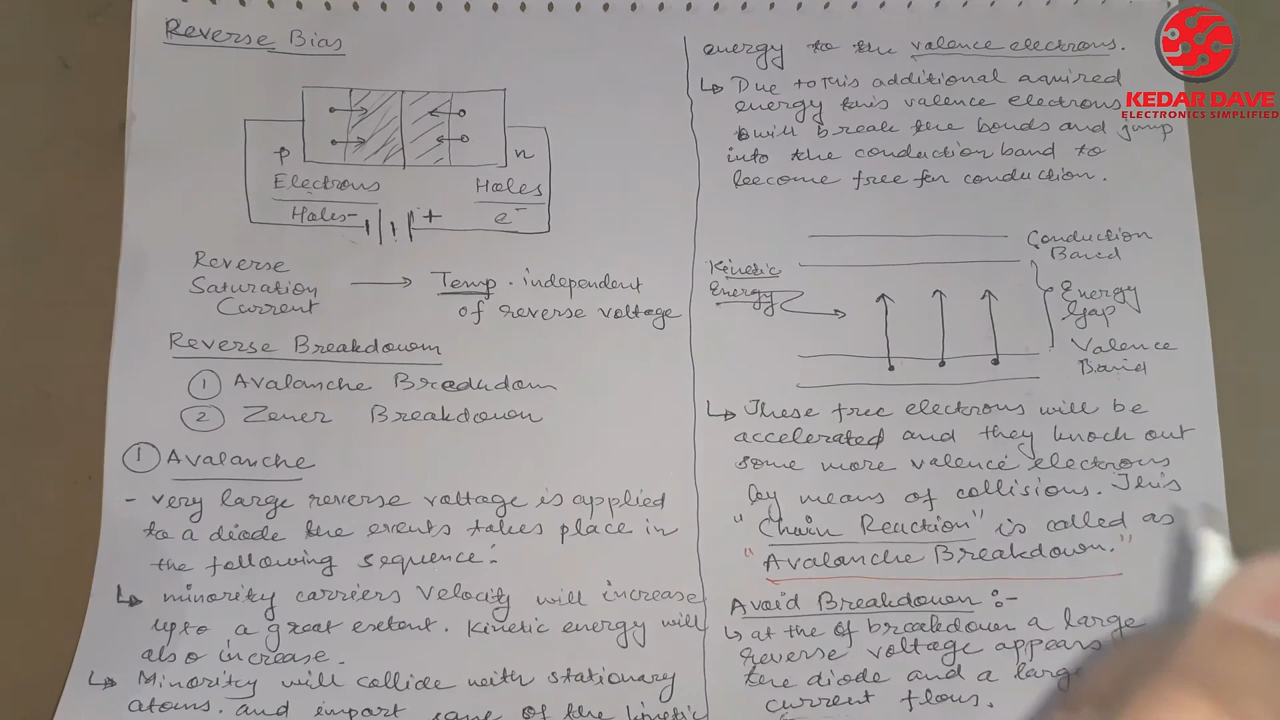 Reverse Bias
p
n
Electrons
Holes
Holes
e-
+
Reverse
Saturation
Current
Temp. independent
of reverse voltage
Reverse Breakdown
1 Avalanche Breakdown
2 Zener Breakdown
1 Avalanche
- very large reverse voltage is applied
to a diode the events takes place in
the following sequence:
↳ minority carriers velocity will increase
upto a great extent. Kinetic energy will
also increase.
↳ Minority will collide with stationary
atoms. and impart some of the kinetic
energy to the valence electrons.
↳ Due to this additional aquired
energy this valence electrons
will break the bonds and jump
into the conduction band to
become free for conduction.
Conduction
Band
Kinetic
Energy
Energy
Gap
Valence
Band
↳ These free electrons will be
accelerated and they knock out
some more valence electrons
by means of collisions. This
"Chain Reaction" is called as
"Avalanche Breakdown."
Avoid Breakdown :-
↳ at the of breakdown a large
reverse voltage appears
the diode and a large
current flows.
KEDAR DAVE
ELECTRONICS SIMPLIFIED